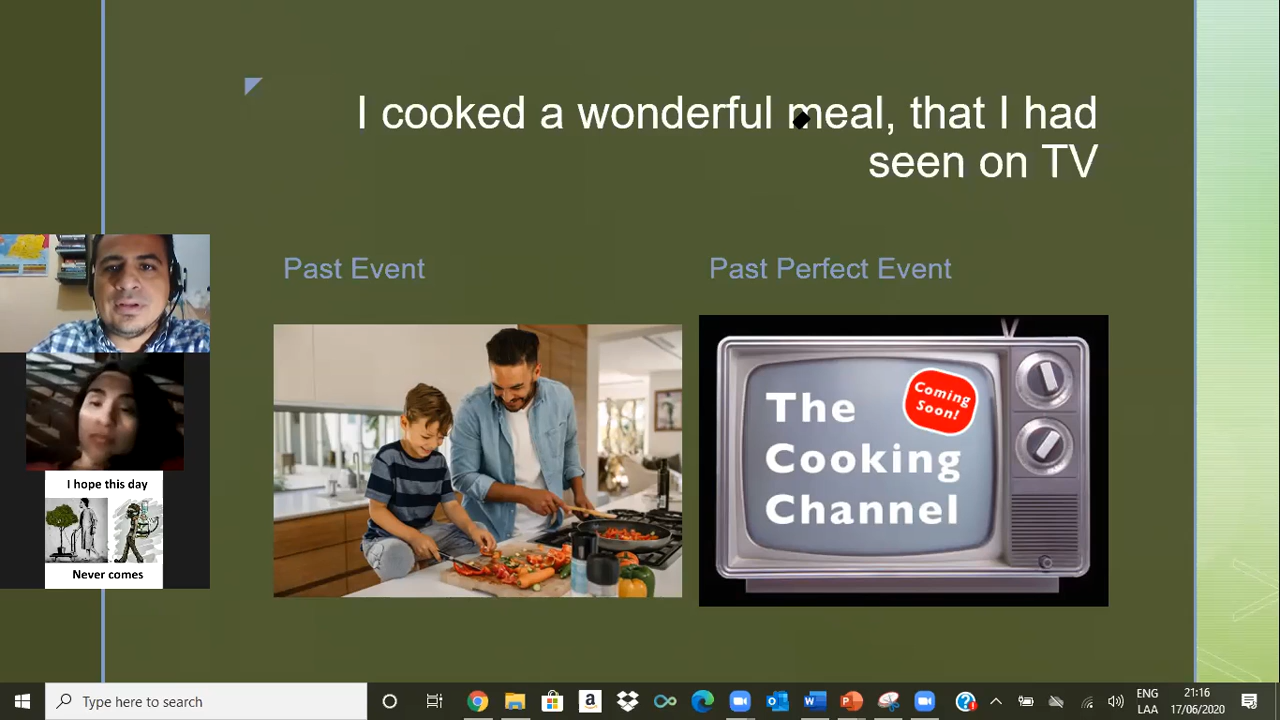 I cooked a wonderful meal, that I had
seen on TV
Past Event
Past Perfect Event
Coming
Soon!
The
Cooking
Channel
I hope this day
Never comes
Type here to search
ENG
LAA
21:16
17/06/2020